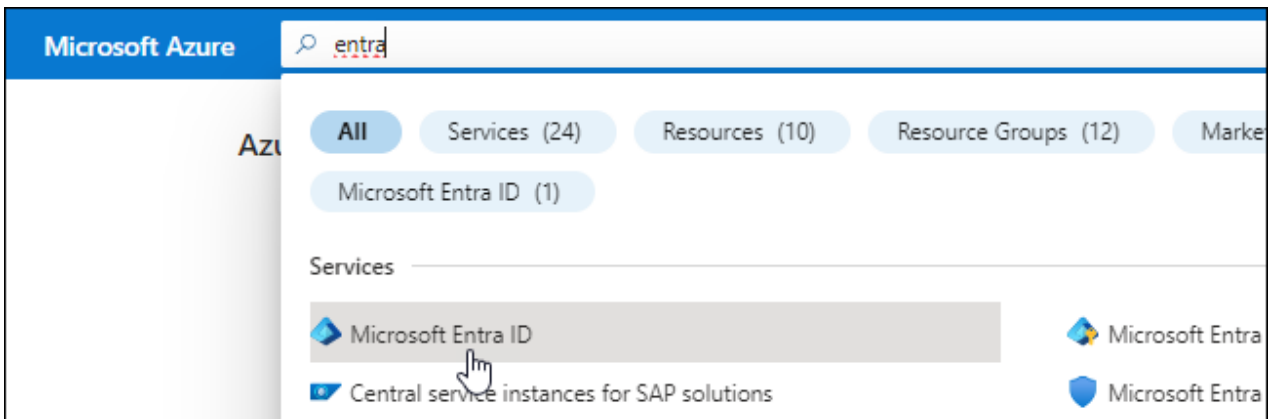 Microsoft Azure entra
Azu
All Services (24) Resources (10) Resource Groups (12) Marke
Microsoft Entra ID (1)
Services
Microsoft Entra ID Microsoft Entra
Central service instances for SAP solutions Microsoft Entra